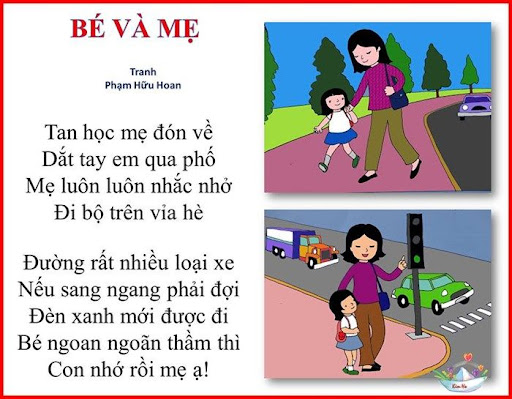 BÉ VÀ MẸ
Tranh
Phạm Hữu Hoan
Tan học mẹ đón về
Dắt tay em qua phố
Mẹ luôn luôn nhắc nhở
Đi bộ trên vỉa hè
Đường rất nhiều loại xe
Nếu sang ngang phải đợi
Đèn xanh mới được đi
Bé ngoan ngoãn thầm thì
Con nhớ rồi mẹ ạ!